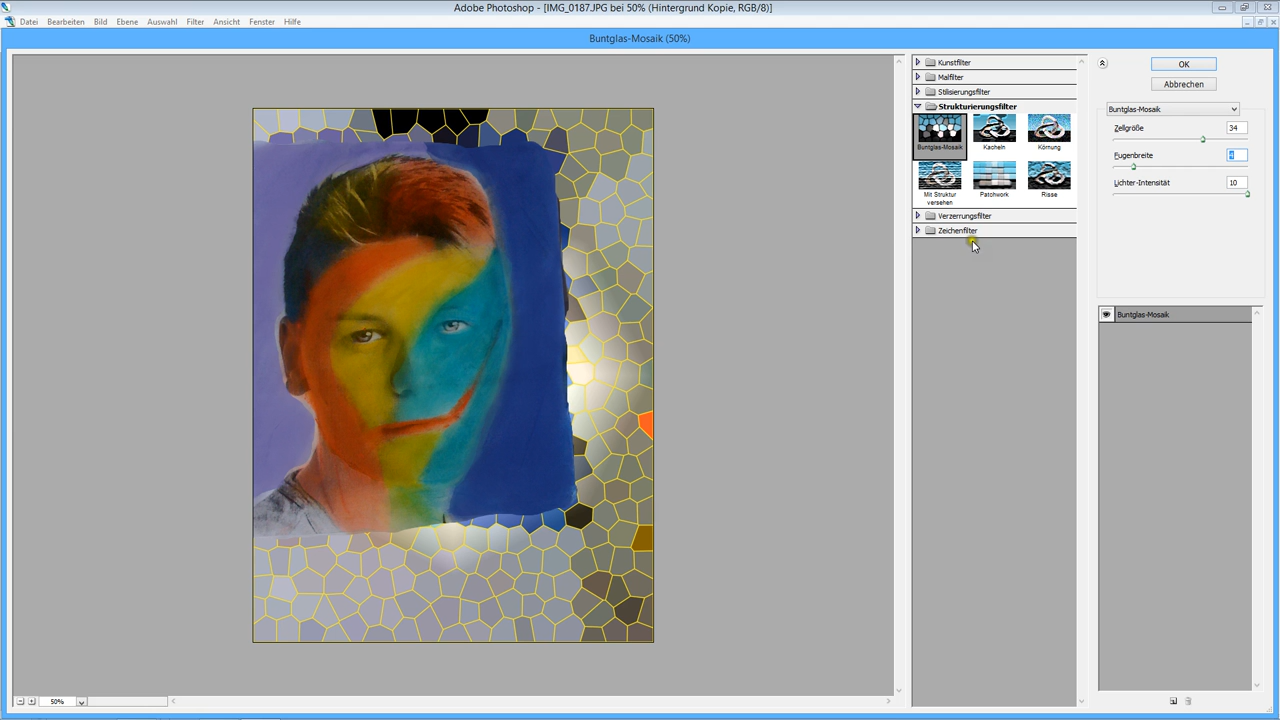 Adobe Photoshop - [IMG_0187.JPG bei 50% (Hintergrund Kopie, RGB/8)]
Datei Bearbeiten Bild Ebene Auswahl Filter Ansicht Fenster Hilfe
Buntglas-Mosaik (50%)
Kunstfilter
Malfilter
Stilisierungsfilter
Strukturierungsfilter
Buntglas-Mosaik Kacheln Körnung
Mit Struktur versehen Patchwork Risse
Verzerrungsfilter
Zeichenfilter
OK
Abbrechen
Buntglas-Mosaik
Zellgröße 34
Fugenbreite 4
Lichter-Intensität 10
Buntglas-Mosaik
50%